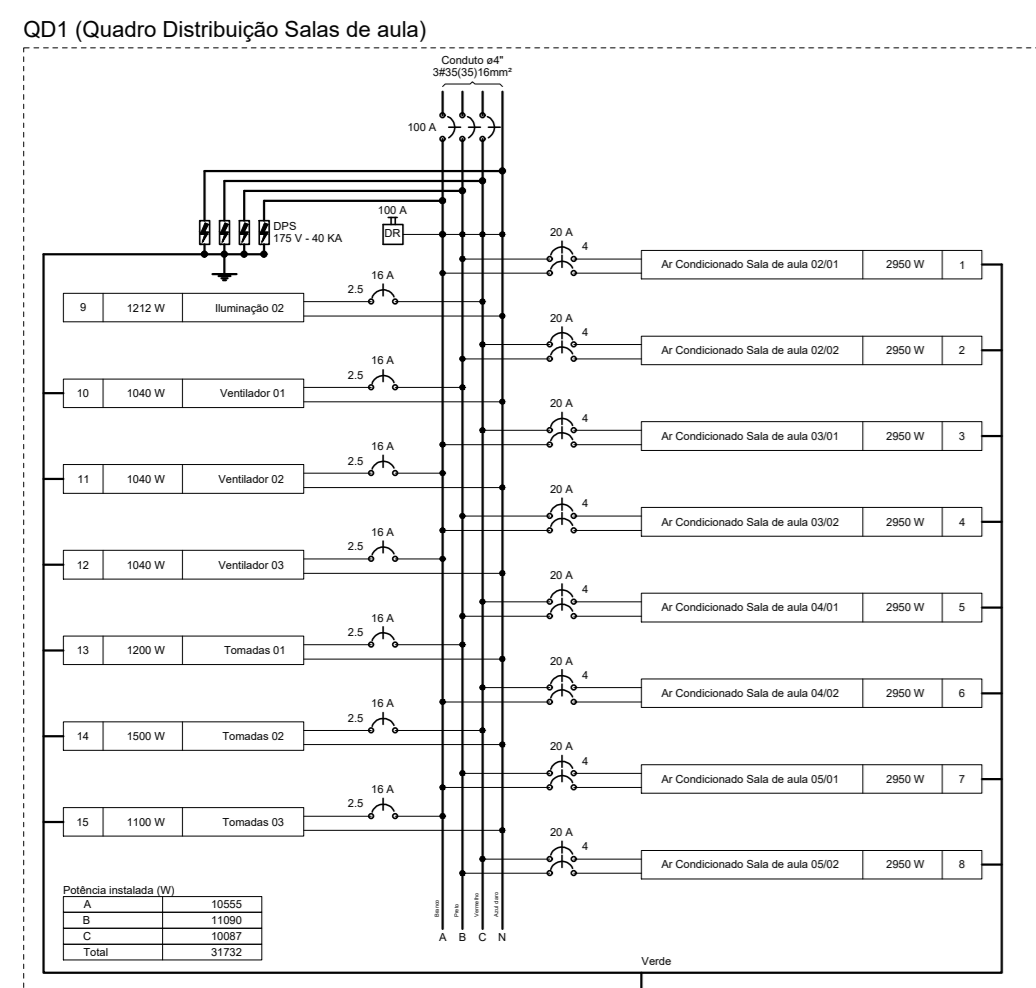 QD1 (Quadro Distribuição Salas de aula)
Conduto ø4"
3#35(35)16mm²
100 A
DPS
175 V - 40 KA
100 A
DR
16 A
2.5
9 1212 W Iluminação 02
16 A
2.5
10 1040 W Ventilador 01
16 A
2.5
11 1040 W Ventilador 02
16 A
2.5
12 1040 W Ventilador 03
16 A
2.5
13 1200 W Tomadas 01
16 A
2.5
14 1500 W Tomadas 02
16 A
2.5
15 1100 W Tomadas 03
20 A
4
Ar Condicionado Sala de aula 02/01 2950 W 1
20 A
4
Ar Condicionado Sala de aula 02/02 2950 W 2
20 A
4
Ar Condicionado Sala de aula 03/01 2950 W 3
20 A
4
Ar Condicionado Sala de aula 03/02 2950 W 4
20 A
4
Ar Condicionado Sala de aula 04/01 2950 W 5
20 A
4
Ar Condicionado Sala de aula 04/02 2950 W 6
20 A
4
Ar Condicionado Sala de aula 05/01 2950 W 7
20 A
4
Ar Condicionado Sala de aula 05/02 2950 W 8
Potência instalada (W)
A 10555
B 11090
C 10087
Total 31732
Branco
Preto
Vermelho
Azul claro
A B C N
Verde